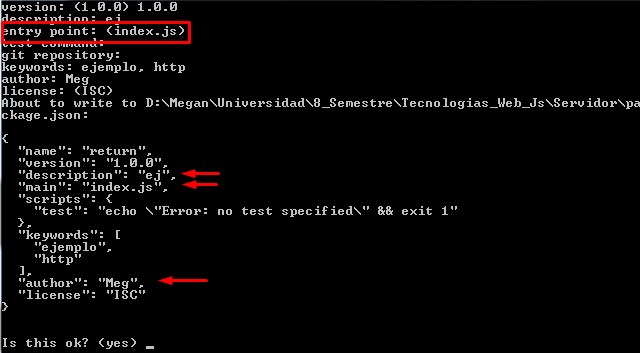 version: (1.0.0) 1.0.0
description: ej
entry point: (index.js)
test command:
git repository:
keywords: ejemplo, http
author: Meg
license: (ISC)
About to write to D:\Megan\Universidad\8_Semestre\Tecnologias_Web_Js\Servidor\pa
ckage.json:
{
"name": "return",
"version": "1.0.0",
"description": "ej",
"main": "index.js",
"scripts": {
"test": "echo \"Error: no test specified\" && exit 1"
},
"keywords": [
"ejemplo",
"http"
],
"author": "Meg",
"license": "ISC"
}
Is this ok? (yes) _